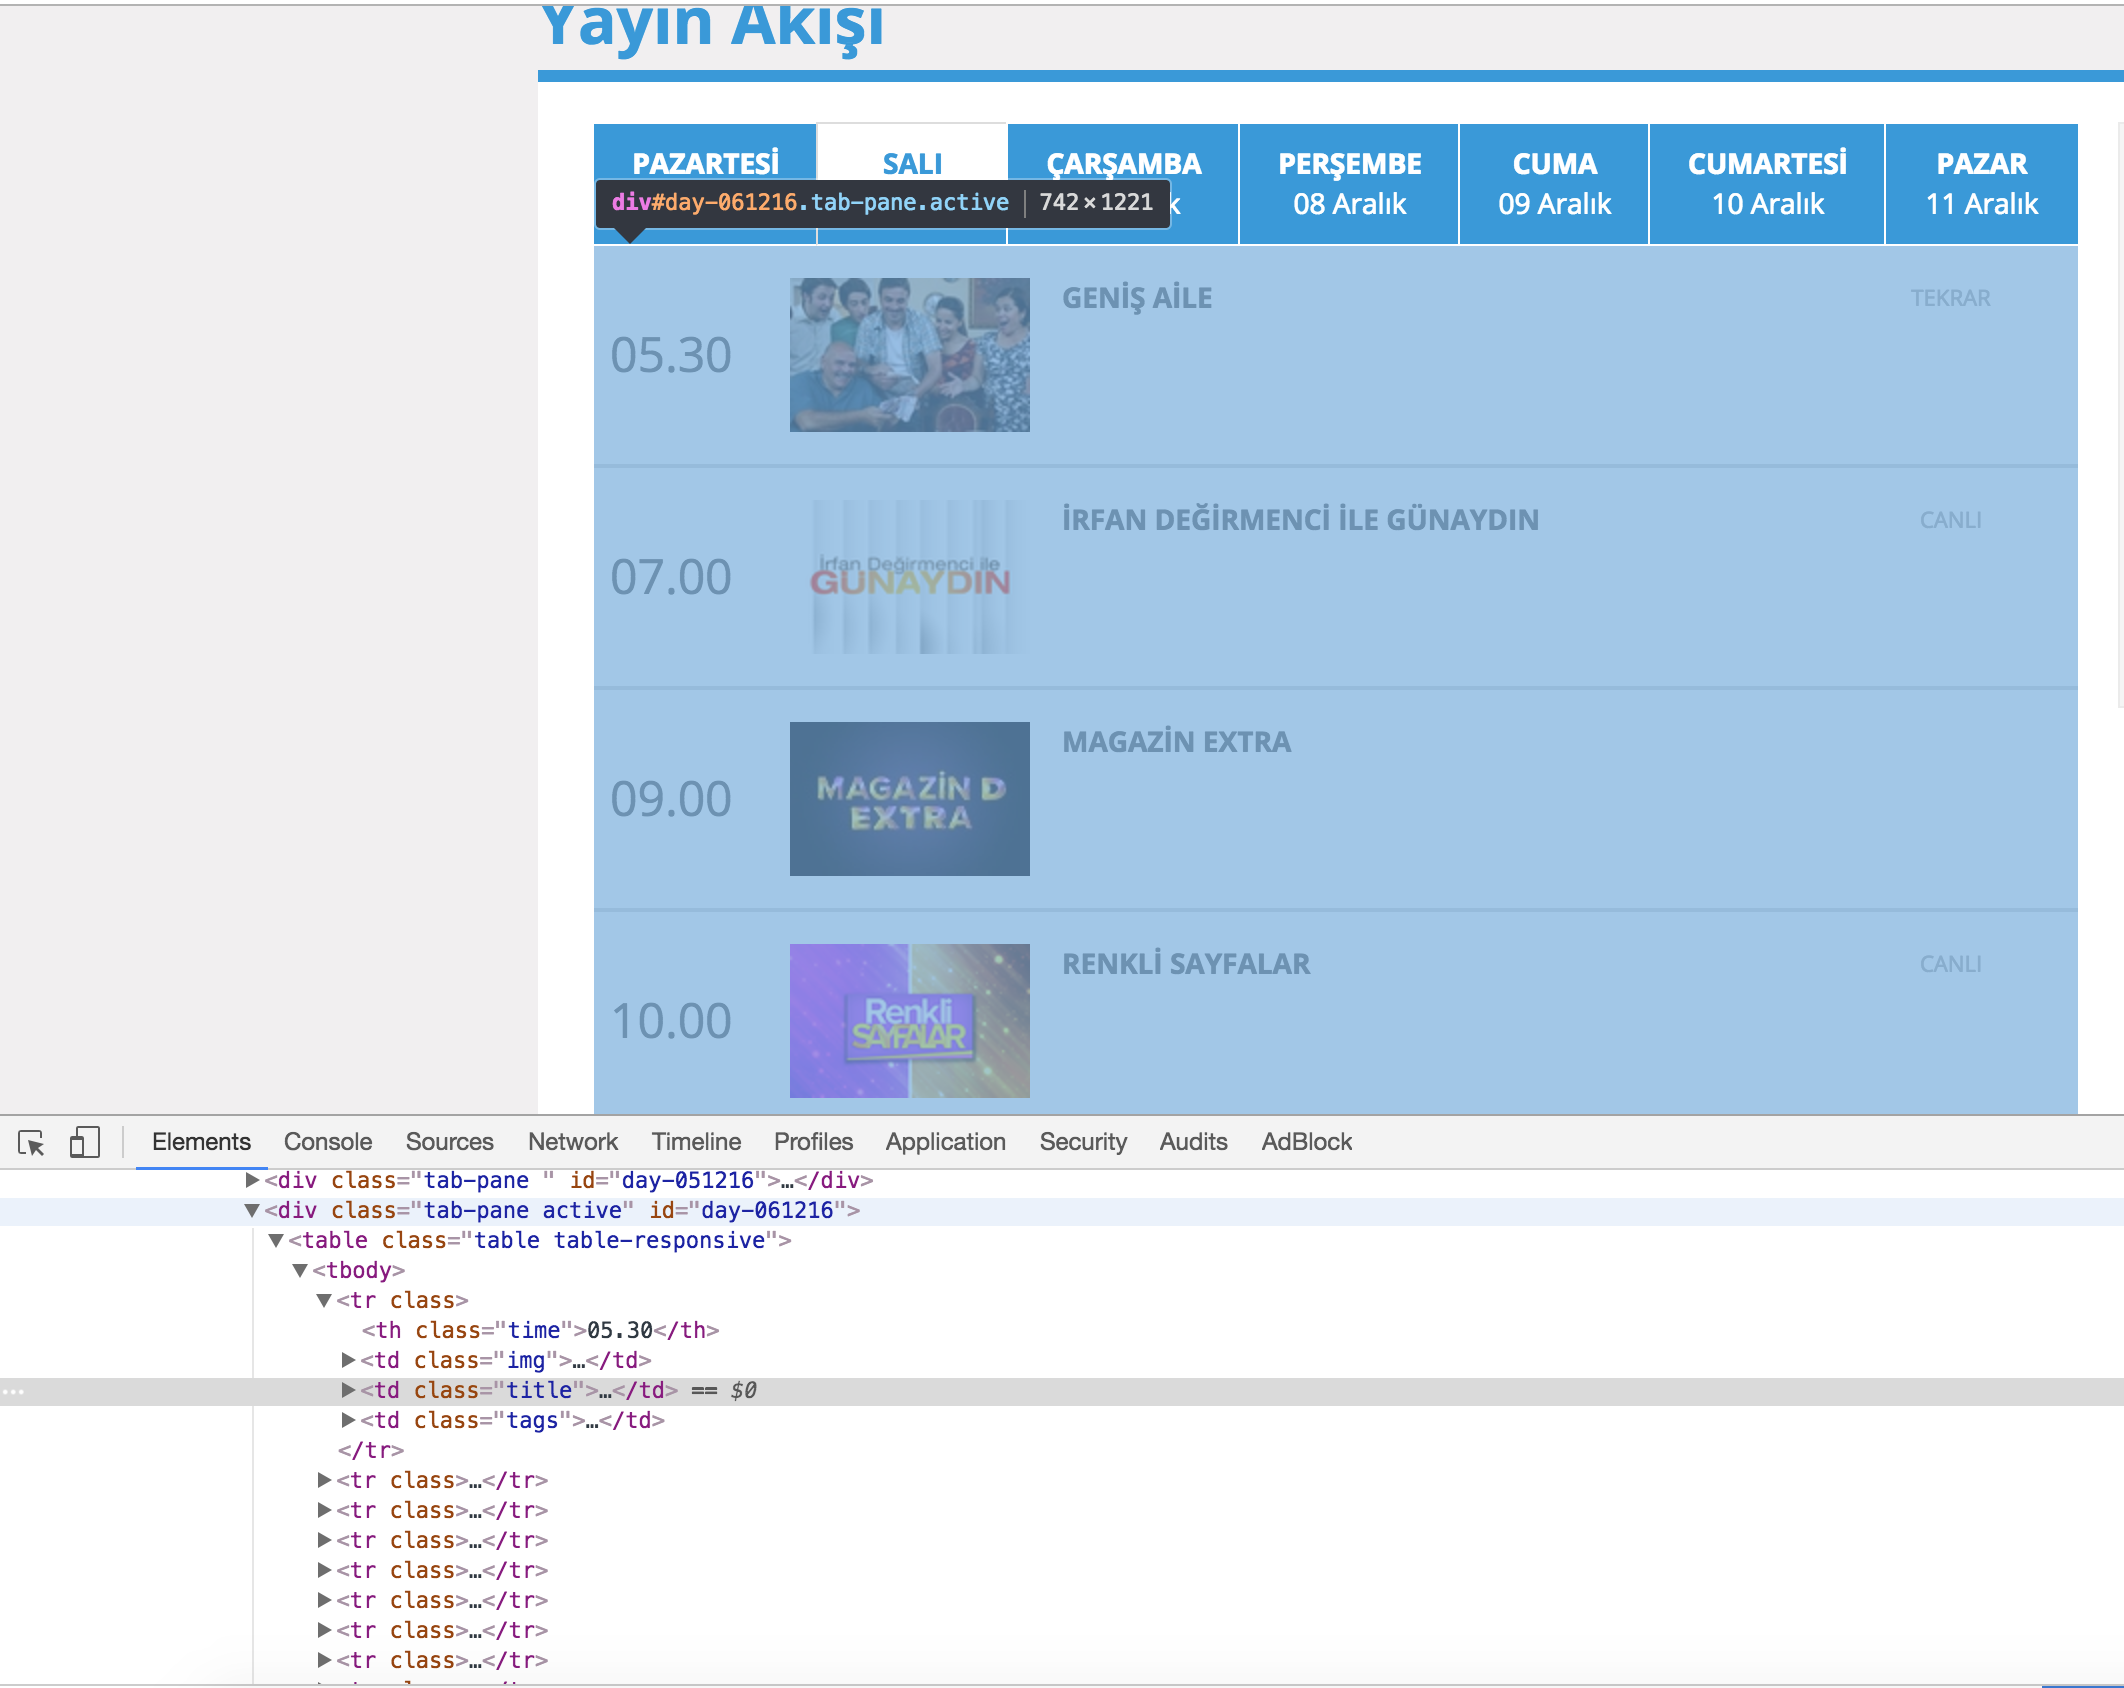 Yayın Akışı
PAZARTESİ SALI ÇARŞAMBA PERŞEMBE CUMA CUMARTESİ PAZAR
div#day-061216.tab-pane.active 742×1221 k 08 Aralık 09 Aralık 10 Aralık 11 Aralık
GENİŞ AİLE TEKRAR
05.30
İRFAN DEĞİRMENCİ İLE GÜNAYDIN CANLI
07.00
İrfan Değirmenci ile
GÜNAYDIN
MAGAZİN EXTRA
09.00
MAGAZİN D
EXTRA
RENKLİ SAYFALAR CANLI
10.00
Renkli
SAYFALAR
Elements Console Sources Network Timeline Profiles Application Security Audits AdBlock
<div class="tab-pane " id="day-051216">…</div>
<div class="tab-pane active" id="day-061216">
<table class="table table-responsive">
<tbody>
<tr class>
<th class="time">05.30</th>
<td class="img">…</td>
<td class="title">…</td> == $0
<td class="tags">…</td>
</tr>
<tr class>…</tr>
<tr class>…</tr>
<tr class>…</tr>
<tr class>…</tr>
<tr class>…</tr>
<tr class>…</tr>
<tr class>…</tr>